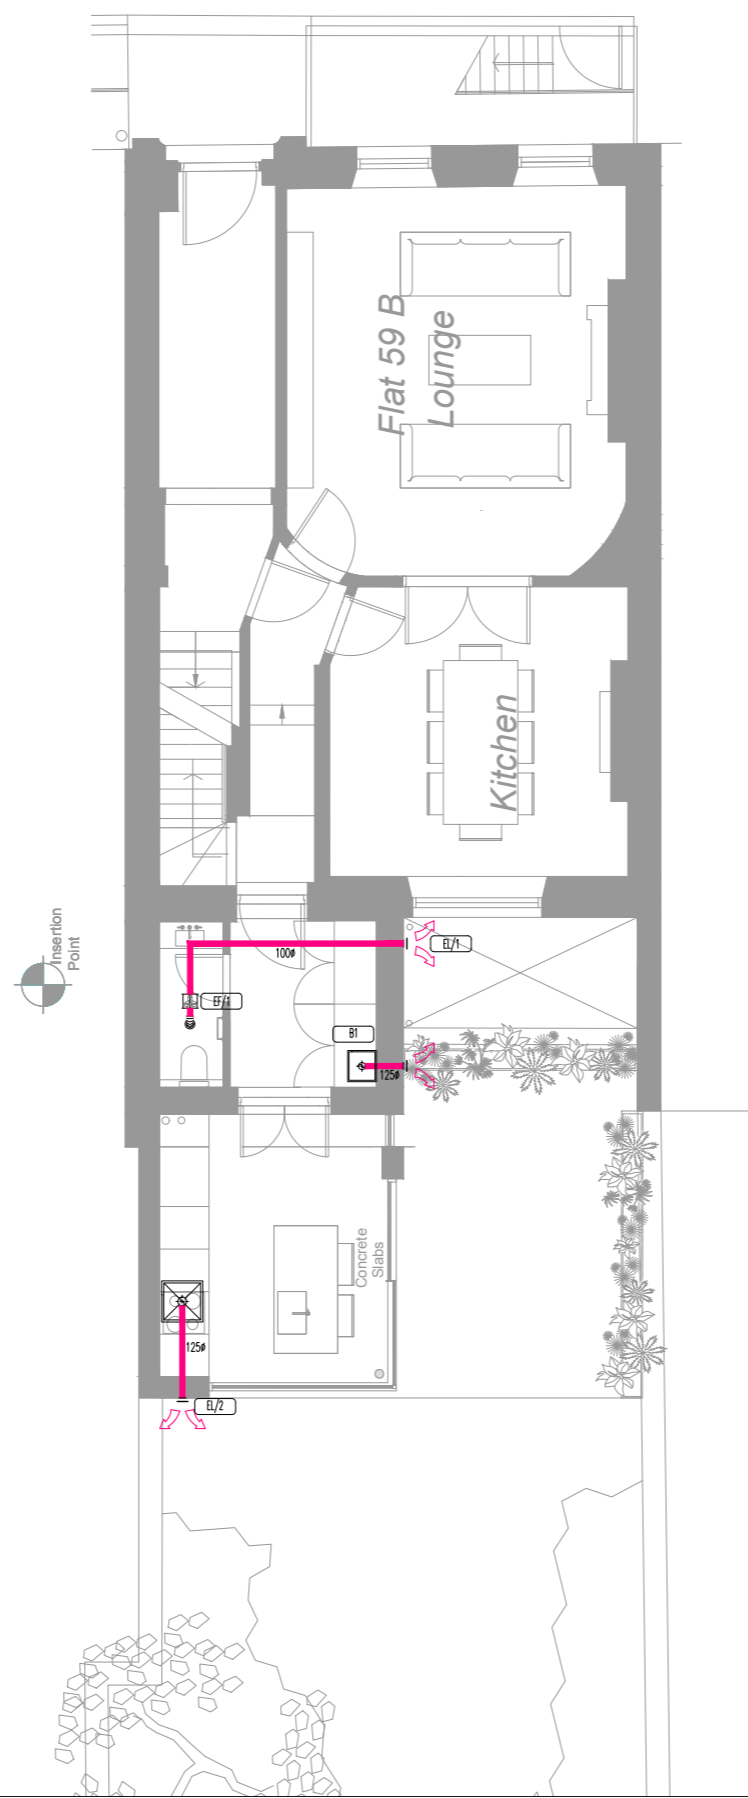 Flat 59 B
Lounge
Kitchen
Insertion
Point
100ø
EL/1
EF/1
B1
125ø
Concrete
Slabs
125ø
EL/2